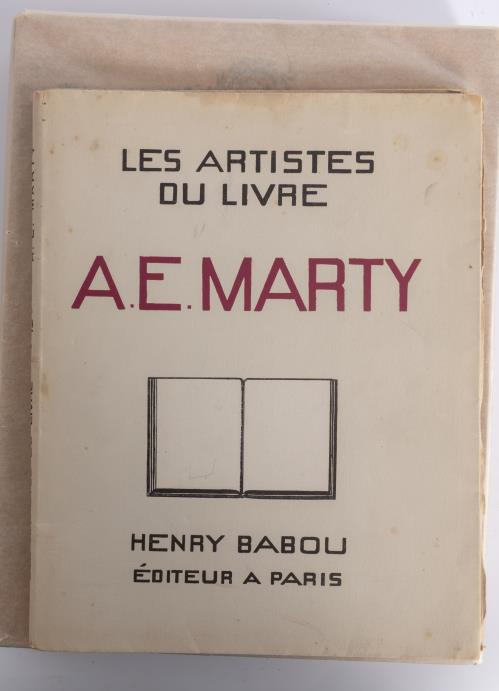 LES ARTISTES
DU LIVRE
A.E.MARTY
HENRY BABOU
ÉDITEUR A PARIS